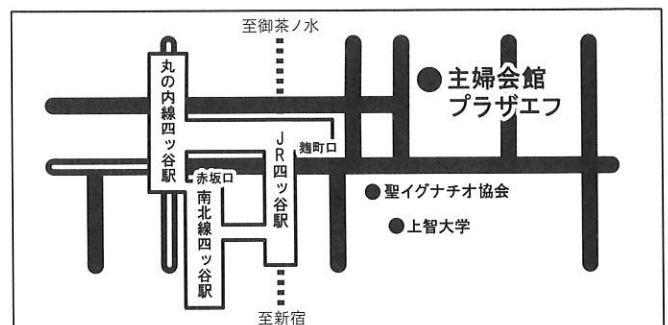 至御茶ノ水
丸の内線四ッ谷駅
主婦会館
プラザエフ
JR四ッ谷駅
麹町口
赤坂口
南北線四ッ谷駅
聖イグナチオ協会
上智大学
至新宿